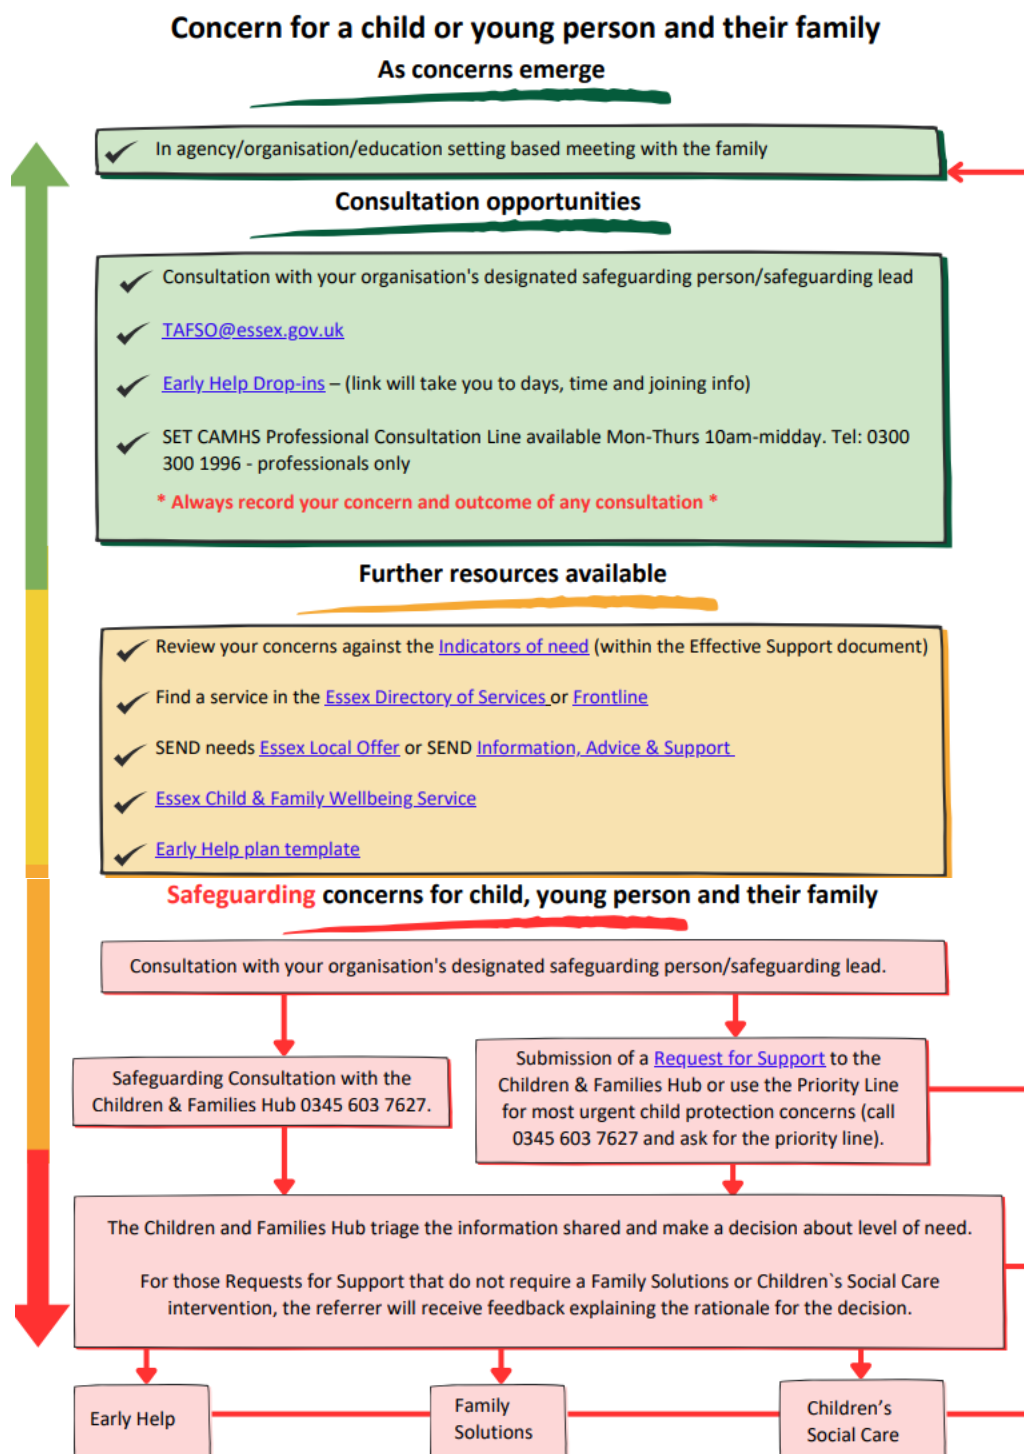 Concern for a child or young person and their family
As concerns emerge
In agency/organisation/education setting based meeting with the family
Consultation opportunities
Consultation with your organisation's designated safeguarding person/safeguarding lead
TAFSO@essex.gov.uk
Early Help Drop-ins – (link will take you to days, time and joining info)
SET CAMHS Professional Consultation Line available Mon-Thurs 10am-midday. Tel: 0300
300 1996 - professionals only
* Always record your concern and outcome of any consultation *
Further resources available
Review your concerns against the Indicators of need (within the Effective Support document)
Find a service in the Essex Directory of Services or Frontline
SEND needs Essex Local Offer or SEND Information, Advice & Support
Essex Child & Family Wellbeing Service
Early Help plan template
Safeguarding concerns for child, young person and their family
Consultation with your organisation's designated safeguarding person/safeguarding lead.
Safeguarding Consultation with the
Children & Families Hub 0345 603 7627.
Submission of a Request for Support to the
Children & Families Hub or use the Priority Line
for most urgent child protection concerns (call
0345 603 7627 and ask for the priority line).
The Children and Families Hub triage the information shared and make a decision about level of need.
For those Requests for Support that do not require a Family Solutions or Children`s Social Care
intervention, the referrer will receive feedback explaining the rationale for the decision.
Early Help
Family
Solutions
Children’s
Social Care